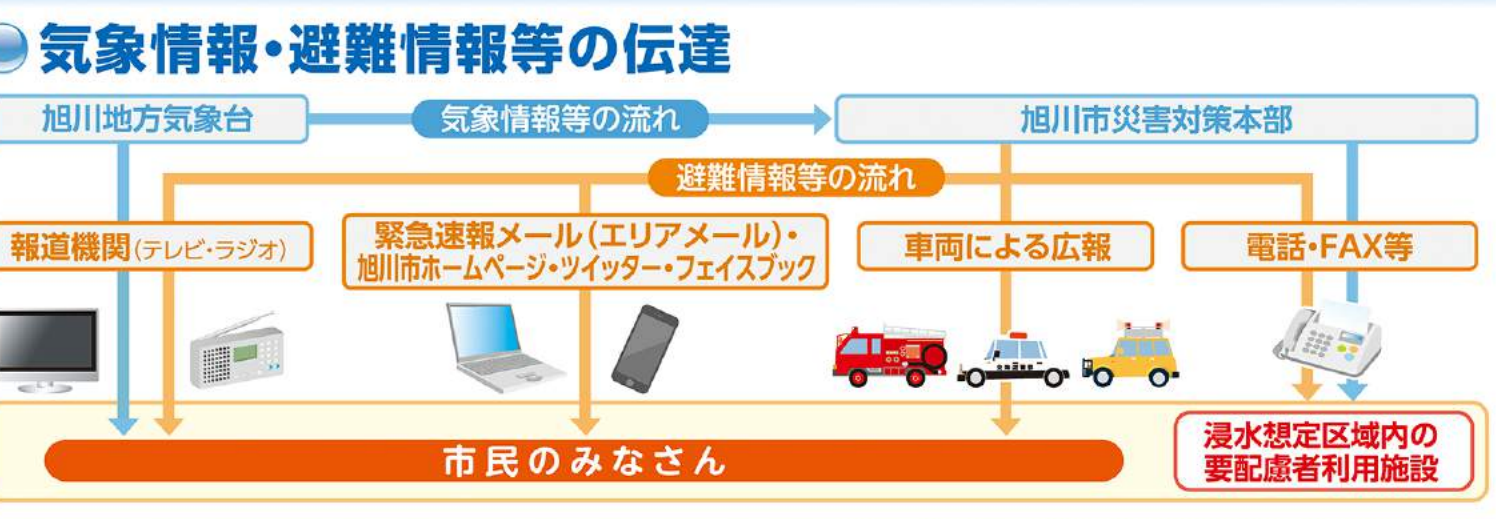 気象情報・避難情報等の伝達
旭川地方気象台
気象情報等の流れ
旭川市災害対策本部
避難情報等の流れ
報道機関(テレビ・ラジオ)
緊急速報メール(エリアメール)・
旭川市ホームページ・ツイッター・フェイスブック
車両による広報
電話・FAX等
市民のみなさん
浸水想定区域内の
要配慮者利用施設